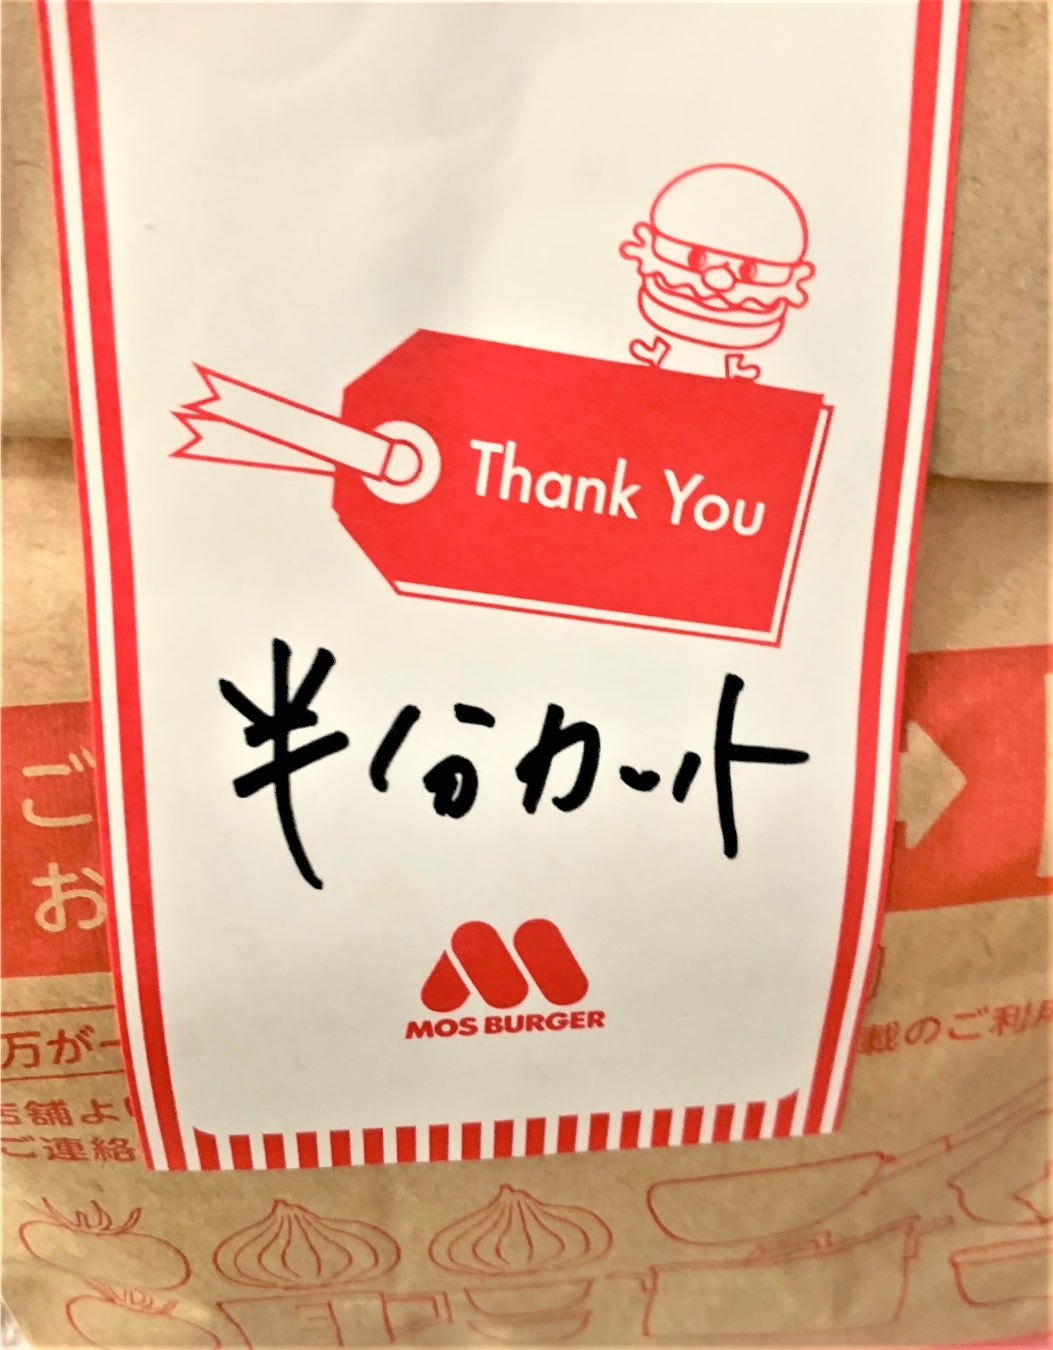 Thank You
半分カット
MOS BURGER
ご
お
万が一
店舗より
ご連絡
載のご利用